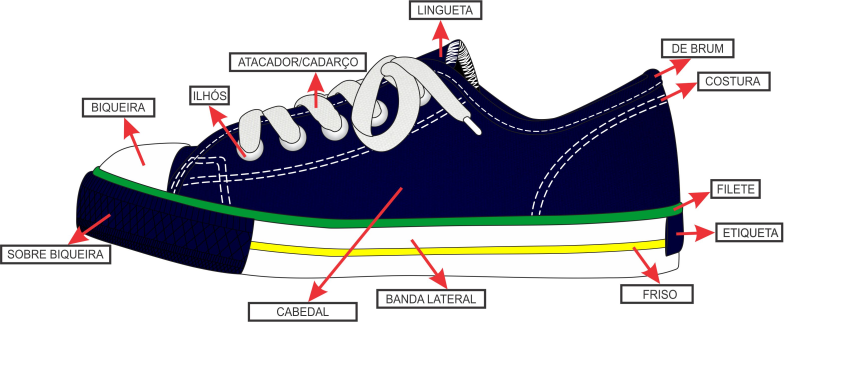 LINGUETA
DE BRUM
ATACADOR/CADARÇO
COSTURA
ILHÓS
BIQUEIRA
FILETE
ETIQUETA
SOBRE BIQUEIRA
FRISO
BANDA LATERAL
CABEDAL